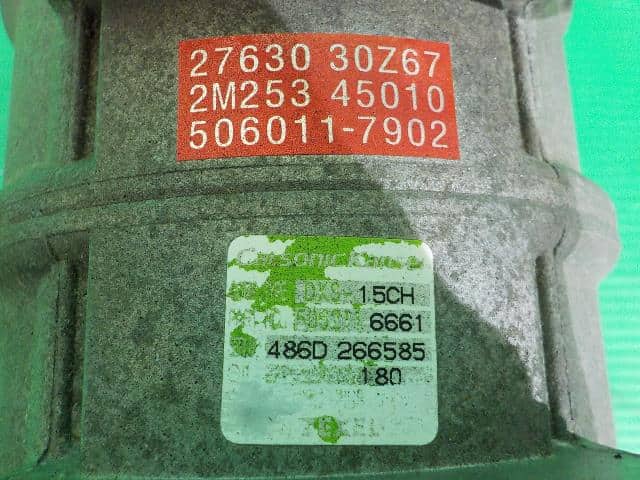 27630 30Z67
2M253 45010
506011-7902
Calsonic Kansei
15CH
6661
486D 266585
180